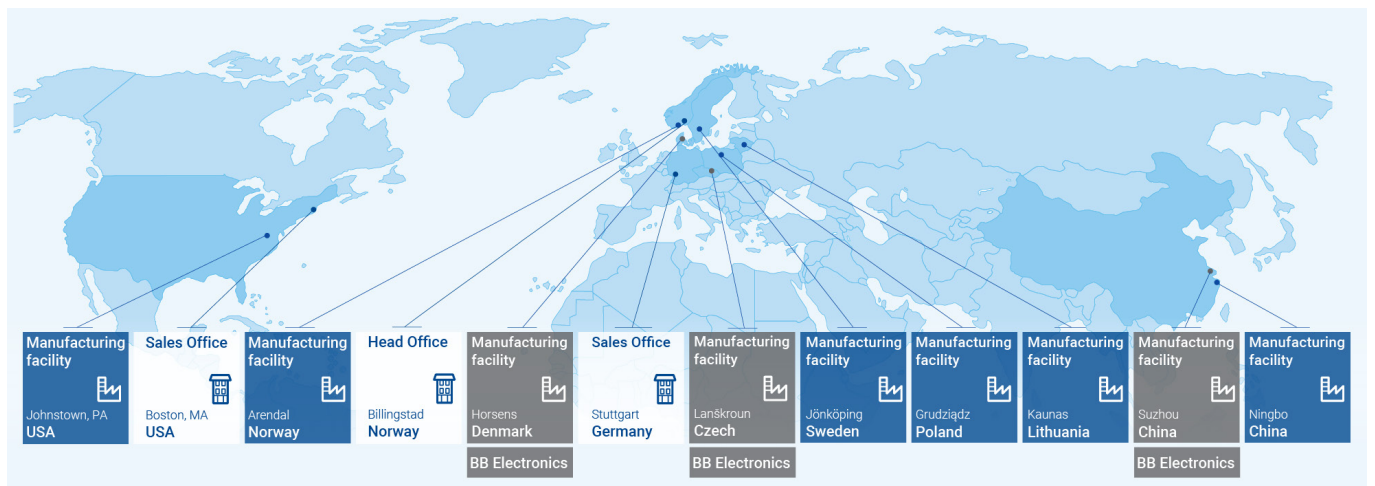 Manufacturing
facility
Johnstown, PA
USA
Sales Office
Boston, MA
USA
Manufacturing
facility
Arendal
Norway
Head Office
Billingstad
Norway
Manufacturing
facility
Horsens
Denmark
BB Electronics
Sales Office
Stuttgart
Germany
Manufacturing
facility
Lanškroun
Czech
BB Electronics
Manufacturing
facility
Jönköping
Sweden
Manufacturing
facility
Grudziądz
Poland
Manufacturing
facility
Kaunas
Lithuania
Manufacturing
facility
Suzhou
China
BB Electronics
Manufacturing
facility
Ningbo
China